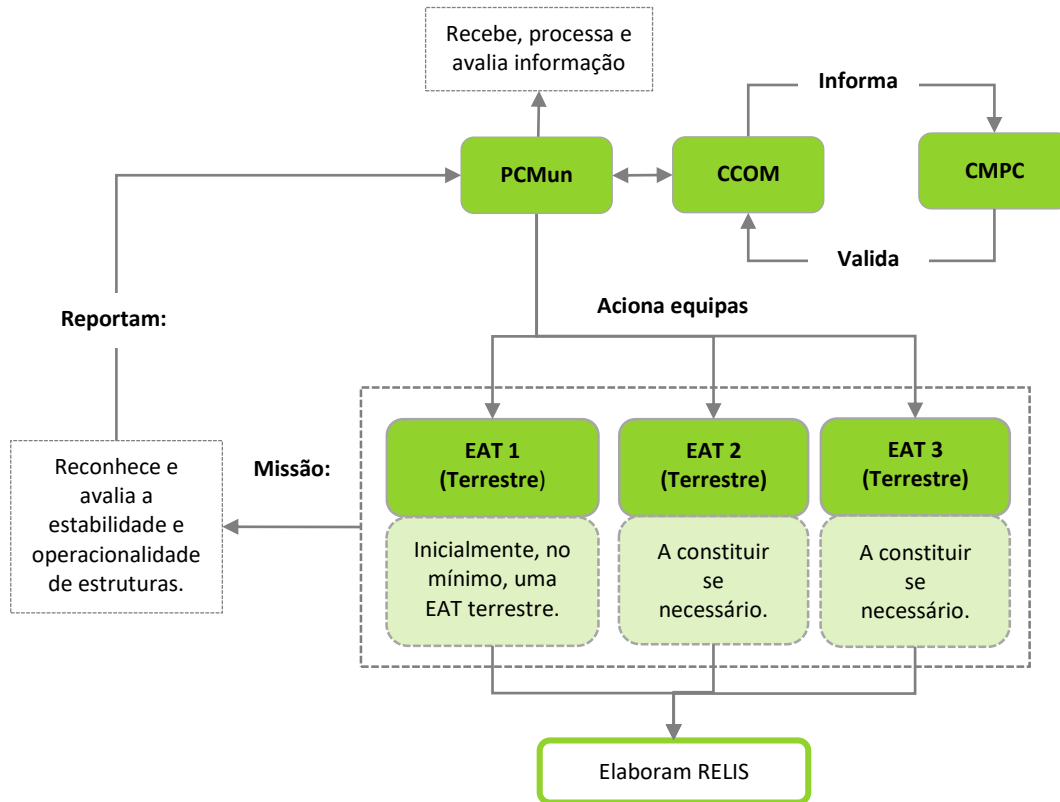 Recebe, processa e
avalia informação
Informa
PCMun
CCOM
CMPC
Valida
Aciona equipas
Reportam:
Missão:
Reconhece e
avalia a
estabilidade e
operacionalidade
de estruturas.
EAT 1
(Terrestre)
EAT 2
(Terrestre)
EAT 3
(Terrestre)
Inicialmente, no
mínimo, uma
EAT terrestre.
A constituir
se
necessário.
A constituir
se
necessário.
Elaboram RELIS